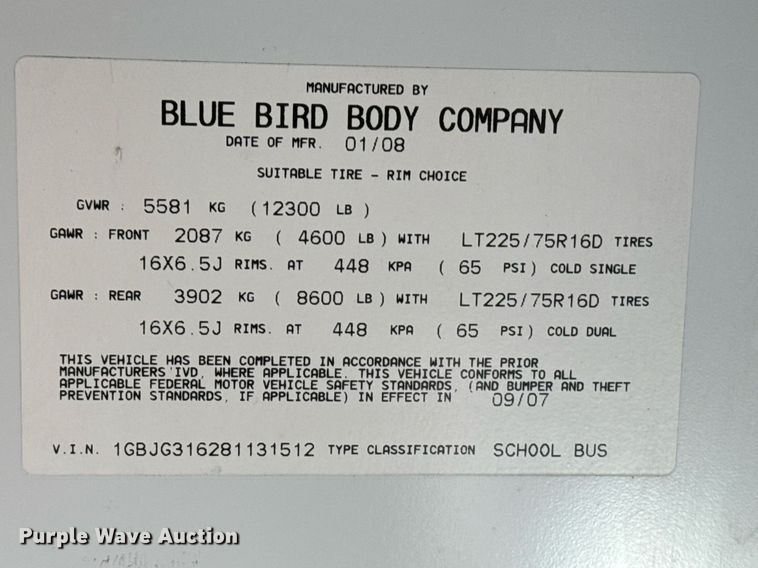 MANUFACTURED BY
BLUE BIRD BODY COMPANY
DATE OF MFR. 01/08
SUITABLE TIRE - RIM CHOICE
GVWR : 5581 KG (12300 LB )
GAWR : FRONT 2087 KG ( 4600 LB ) WITH LT225/75R16D TIRES
16X6.5J RIMS. AT 448 KPA ( 65 PSI ) COLD SINGLE
GAWR : REAR 3902 KG ( 8600 LB ) WITH LT225/75R16D TIRES
16X6.5J RIMS. AT 448 KPA ( 65 PSI ) COLD DUAL
THIS VEHICLE HAS BEEN COMPLETED IN ACCORDANCE WITH THE PRIOR
MANUFACTURERS'IVD, WHERE APPLICABLE. THIS VEHICLE CONFORMS TO ALL
APPLICABLE FEDERAL MOTOR VEHICLE SAFETY STANDARDS, (AND BUMPER AND THEFT
PREVENTION STANDARDS, IF APPLICABLE) IN EFFECT IN 09/07
V.I.N. 1GBJG316281131512 TYPE CLASSIFICATION SCHOOL BUS
Purple Wave Auction